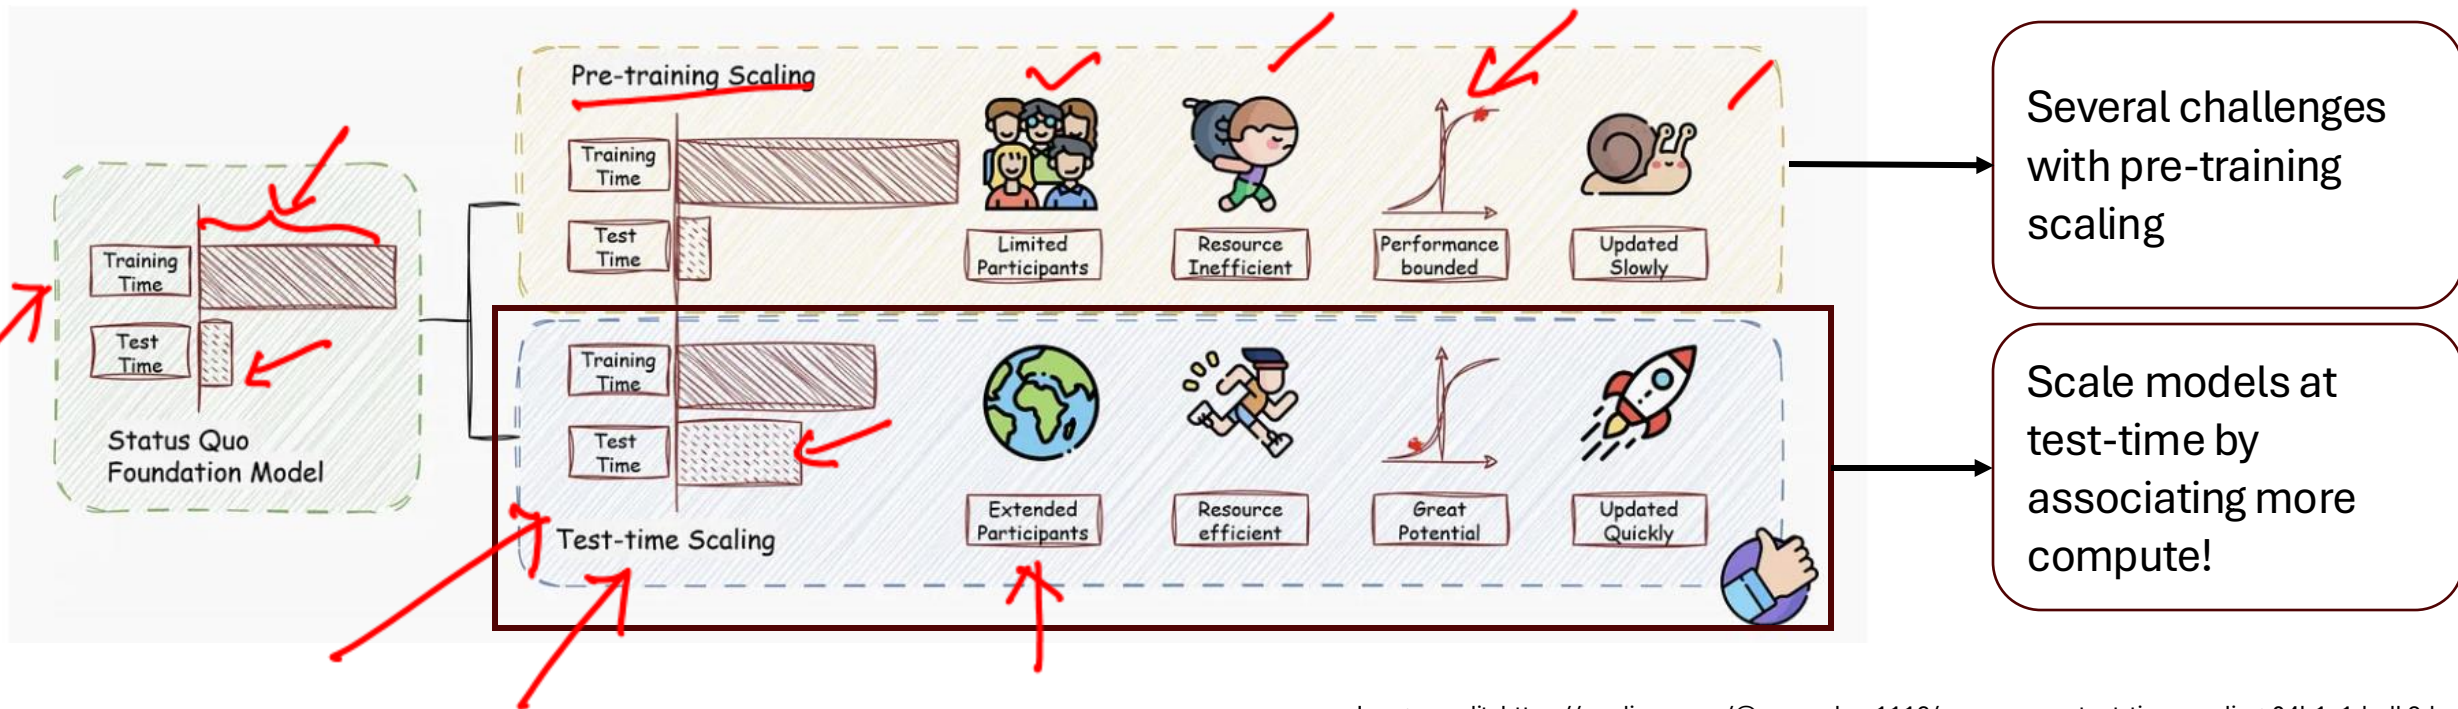 Training
Time
Test
Time
Status Quo
Foundation Model
Pre-training Scaling
Training
Time
Test
Time
Limited
Participants
$
Resource
Inefficient
Performance
bounded
Updated
Slowly
Several challenges
with pre-training
scaling
Training
Time
Test
Time
Test-time Scaling
Extended
Participants
Resource
efficient
Great
Potential
Updated
Quickly
Scale models at
test-time by
associating more
compute!